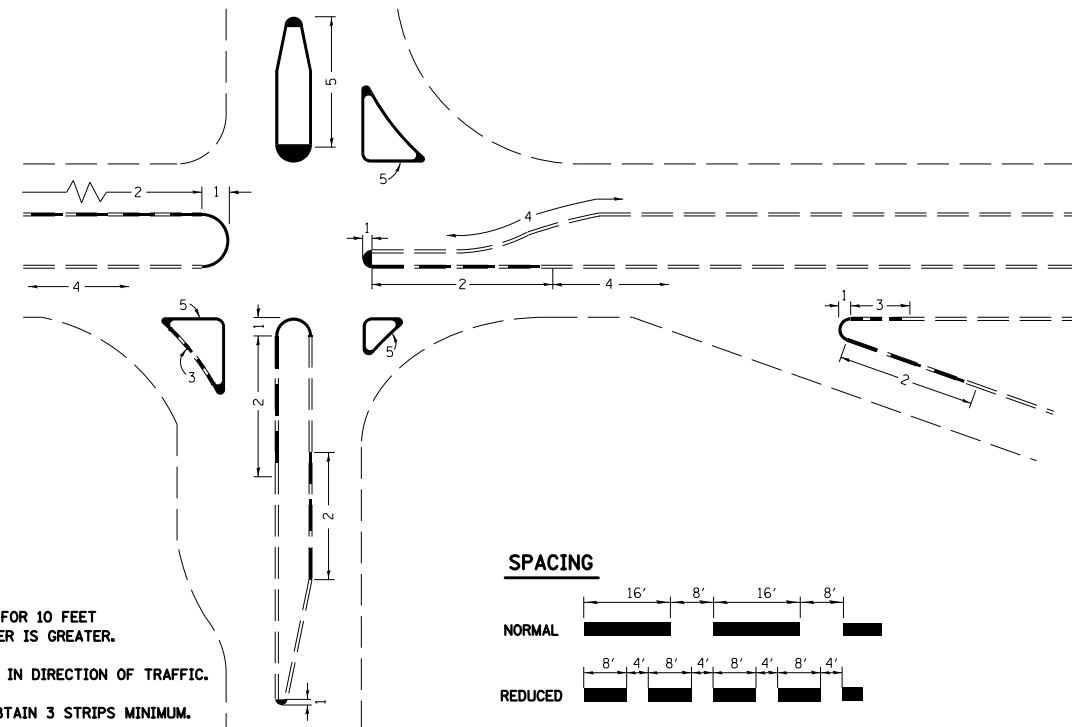 5
5
2
1
4
1
2
4
4
5
3
1
5
1
3
2
2
2
1
SPACING
16' 8' 16' 8'
NORMAL
8' 4' 8' 4' 8' 4' 8' 4'
REDUCED
FOR 10 FEET
ER IS GREATER.
IN DIRECTION OF TRAFFIC.
TAIN 3 STRIPS MINIMUM.